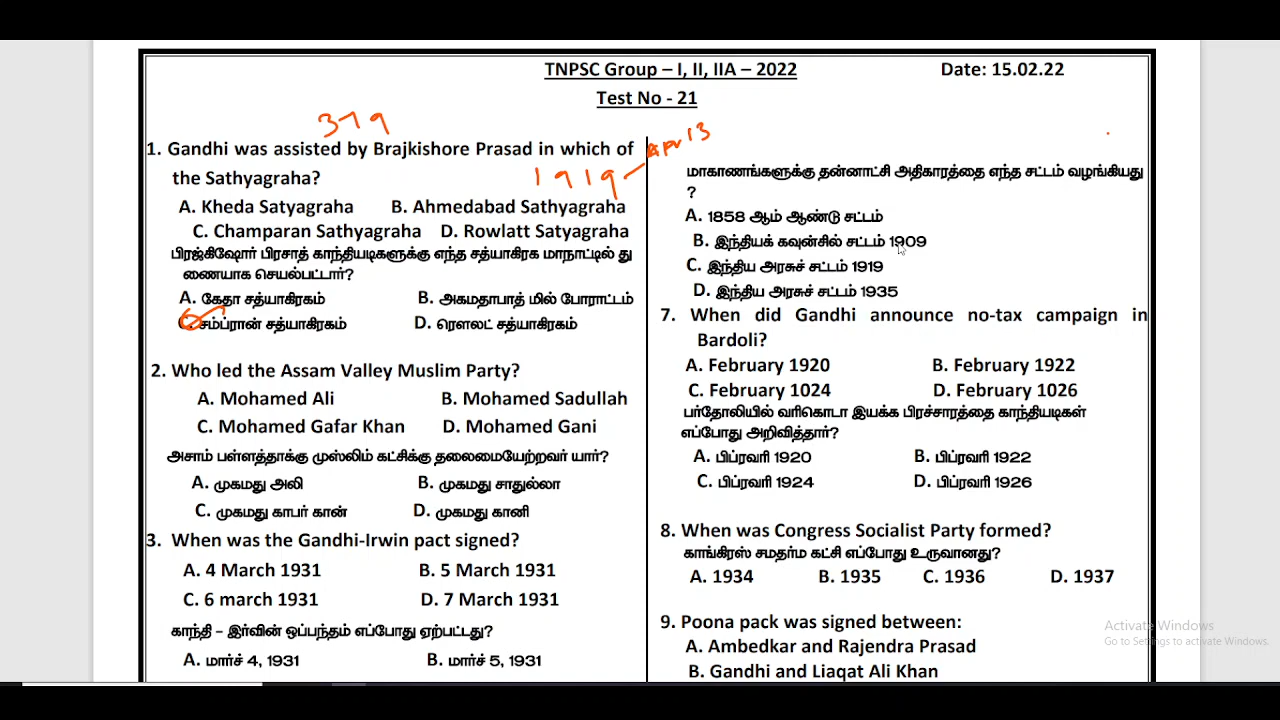 TNPSC Group – I, II, IIA – 2022
Date: 15.02.22
Test No - 21
379
1. Gandhi was assisted by Brajkishore Prasad in which of
the Sathyagraha?
1919 – Apr 13
A. Kheda Satyagraha B. Ahmedabad Sathyagraha
C. Champaran Sathyagraha D. Rowlatt Satyagraha
பிரஜ்கிஷோர் பிரசாத் காந்தியடிகளுக்கு எந்த சத்யாகிரக மாநாட்டில் து
ணையாக செயல்பட்டார்?
A. கேதா சத்யாகிரகம் B. அகமதாபாத் மில் போராட்டம்
C. சம்ப்ரான் சத்யாகிரகம் D. ரௌலட் சத்யாகிரகம்
2. Who led the Assam Valley Muslim Party?
A. Mohamed Ali B. Mohamed Sadullah
C. Mohamed Gafar Khan D. Mohamed Gani
அசாம் பள்ளத்தாக்கு முஸ்லிம் கட்சிக்கு தலைமையேற்றவர் யார்?
A. முகமது அலி B. முகமது சாதுல்லா
C. முகமது காபர் கான் D. முகமது கானி
3. When was the Gandhi-Irwin pact signed?
A. 4 March 1931 B. 5 March 1931
C. 6 march 1931 D. 7 March 1931
காந்தி – இர்வின் ஒப்பந்தம் எப்போது ஏற்பட்டது?
A. மார்ச் 4, 1931 B. மார்ச் 5, 1931
மாகாணங்களுக்கு தன்னாட்சி அதிகாரத்தை எந்த சட்டம் வழங்கியது
?
A. 1858 ஆம் ஆண்டு சட்டம்
B. இந்தியக் கவுன்சில் சட்டம் 1909
C. இந்திய அரசுச் சட்டம் 1919
D. இந்திய அரசுச் சட்டம் 1935
7. When did Gandhi announce no-tax campaign in
Bardoli?
A. February 1920 B. February 1922
C. February 1024 D. February 1026
பர்தோலியில் வரிகொடா இயக்க பிரச்சாரத்தை காந்தியடிகள்
எப்போது அறிவித்தார்?
A. பிப்ரவரி 1920 B. பிப்ரவரி 1922
C. பிப்ரவரி 1924 D. பிப்ரவரி 1926
8. When was Congress Socialist Party formed?
காங்கிரஸ் சமதர்ம கட்சி எப்போது உருவானது?
A. 1934 B. 1935 C. 1936 D. 1937
9. Poona pack was signed between:
A. Ambedkar and Rajendra Prasad
B. Gandhi and Liaqat Ali Khan
Activate Windows
Go to Settings to activate Windows.